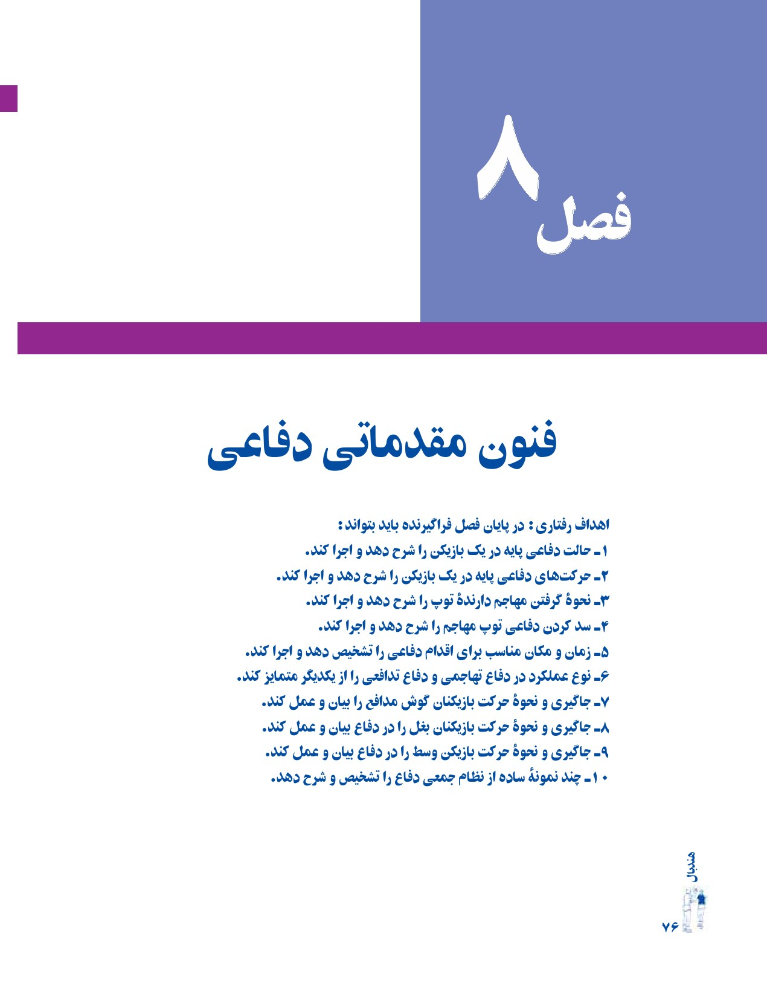 فصل ۸
فنون مقدماتی دفاعی
اهداف رفتاری: در پایان فصل فراگیرنده باید بتواند:
۱ـ حالت دفاعی پایه در یک بازیکن را شرح دهد و اجرا کند.
۲ـ حرکت‌های دفاعی پایه در یک بازیکن را شرح دهد و اجرا کند.
۳ـ نحوهٔ گرفتن مهاجم دارندهٔ توپ را شرح دهد و اجرا کند.
۴ـ سد کردن دفاعی توپ مهاجم را شرح دهد و اجرا کند.
۵ـ زمان و مکان مناسب برای اقدام دفاعی را تشخیص دهد و اجرا کند.
۶ـ نوع عملکرد در دفاع تهاجمی و دفاع تدافعی را از یکدیگر متمایز کند.
۷ـ جاگیری و نحوهٔ حرکت بازیکنان گوش مدافع را بیان و عمل کند.
۸ـ جاگیری و نحوهٔ حرکت بازیکنان بغل را در دفاع بیان و عمل کند.
۹ـ جاگیری و نحوهٔ حرکت بازیکن وسط را در دفاع بیان و عمل کند.
۱۰ـ چند نمونهٔ ساده از نظام جمعی دفاع را تشخیص و شرح دهد.
هندبال
۷۶